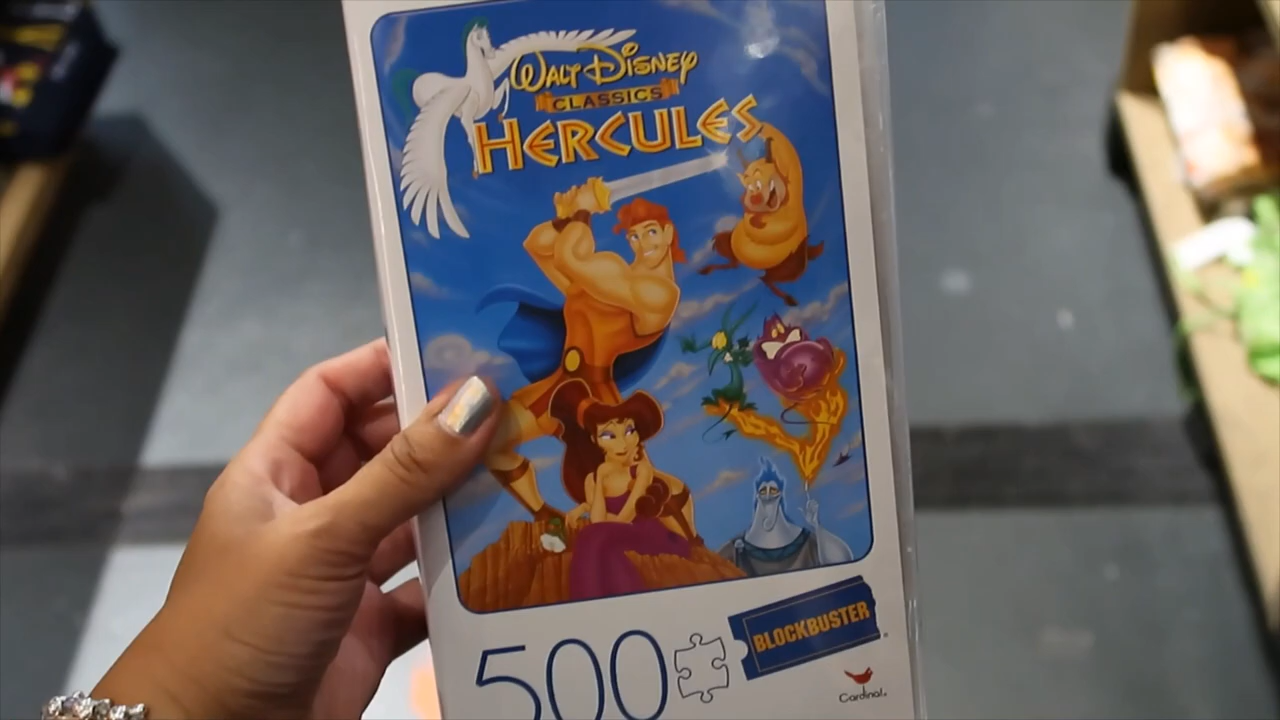 WALT DISNEY
CLASSICS
HERCULES
500
BLOCKBUSTER
Cardinal